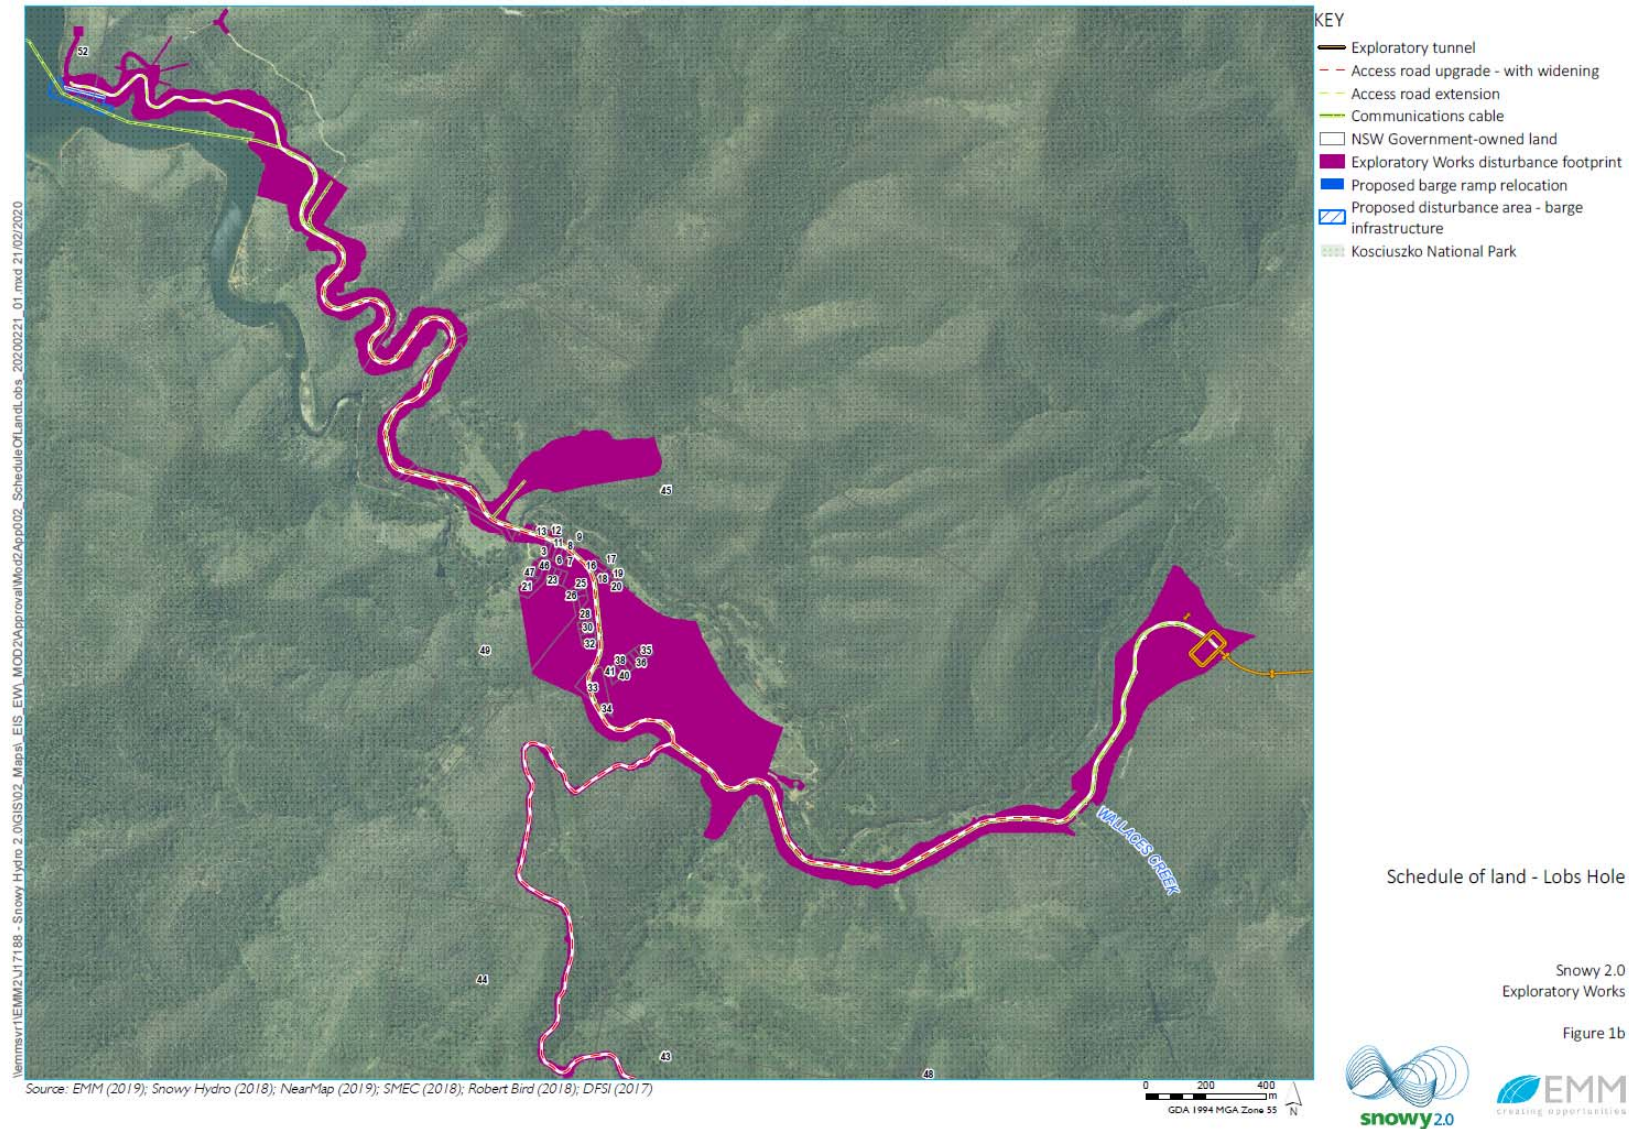 KEY
Exploratory tunnel
Access road upgrade - with widening
Access road extension
Communications cable
NSW Government-owned land
Exploratory Works disturbance footprint
Proposed barge ramp relocation
Proposed disturbance area - barge
infrastructure
Kosciuszko National Park
52
45
13 12
9
11 8
3
6 7
17
46
16
47
19
23
18
21
25
20
26
28
30
32
49
35
38
36
41
40
33
34
WALLACES CREEK
44
43
48
Schedule of land - Lobs Hole
Snowy 2.0
Exploratory Works
Figure 1b
\\emmsvr1\EMM2\J17188 - Snowy Hydro 2.0\GIS\02_Maps\_EIS_EW\_MOD2\Approval\Mod2App002_ScheduleOfLandLobs_20200221_01.mxd 21/02/2020
Source: EMM (2019); Snowy Hydro (2018); NearMap (2019); SMEC (2018); Robert Bird (2018); DFSI (2017)
0 200 400
m
GDA 1994 MGA Zone 55
N
snowy2.0
EMM
creating opportunities